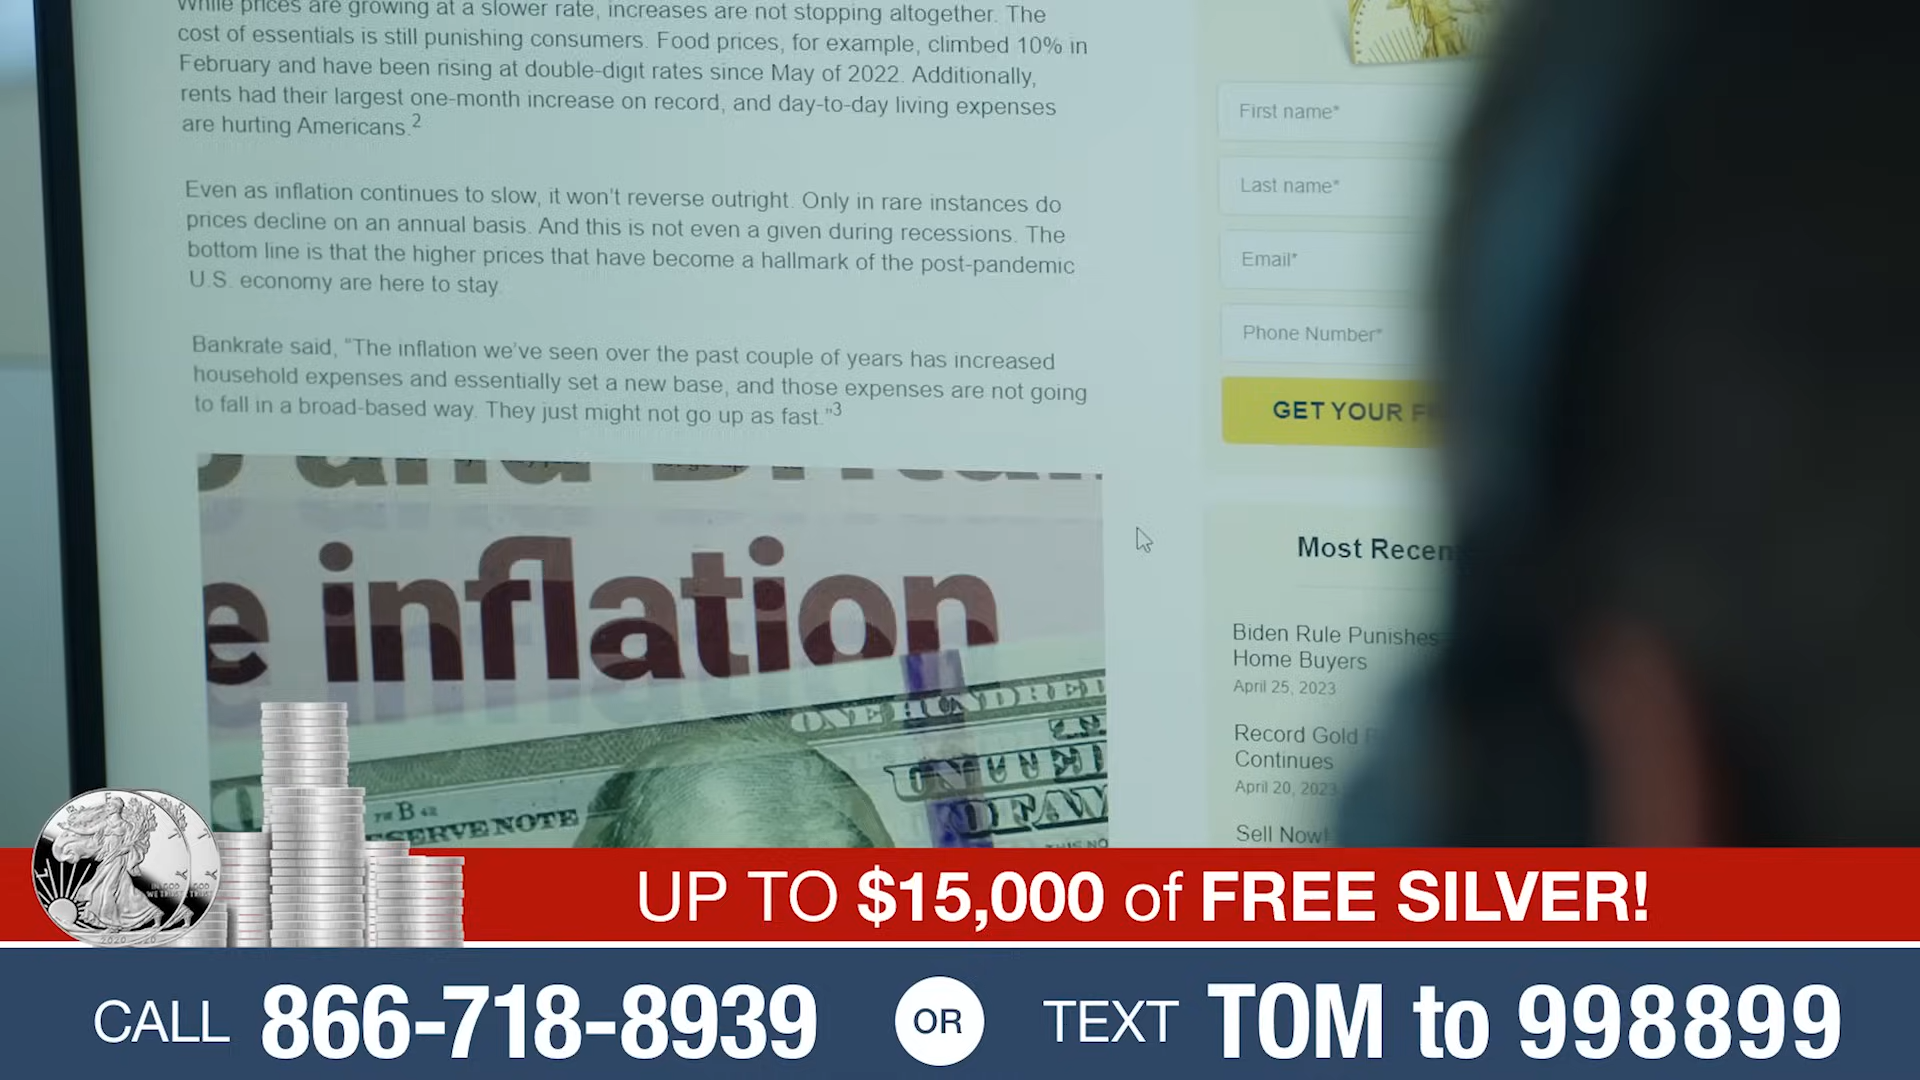 While prices are growing at a slower rate, increases are not stopping altogether. The
cost of essentials is still punishing consumers. Food prices, for example, climbed 10% in
February and have been rising at double-digit rates since May of 2022. Additionally,
rents had their largest one-month increase on record, and day-to-day living expenses
are hurting Americans.2
Even as inflation continues to slow, it won't reverse outright. Only in rare instances do
prices decline on an annual basis. And this is not even a given during recessions. The
bottom line is that the higher prices that have become a hallmark of the post-pandemic
U.S. economy are here to stay.
Bankrate said, "The inflation we've seen over the past couple of years has increased
household expenses and essentially set a new base, and those expenses are not going
to fall in a broad-based way. They just might not go up as fast."3
e inflation
ONE HUNDRED
UNITED
OF AM
B
SERVE NOTE
First name*
Last name*
Email*
Phone Number*
GET YOUR
Most Recen
Biden Rule Punishes
Home Buyers
April 25, 2023
Record Gold
Continues
April 20, 2023
Sell Now!
UP TO $15,000 of FREE SILVER!
CALL 866-718-8939 OR TEXT TOM to 998899